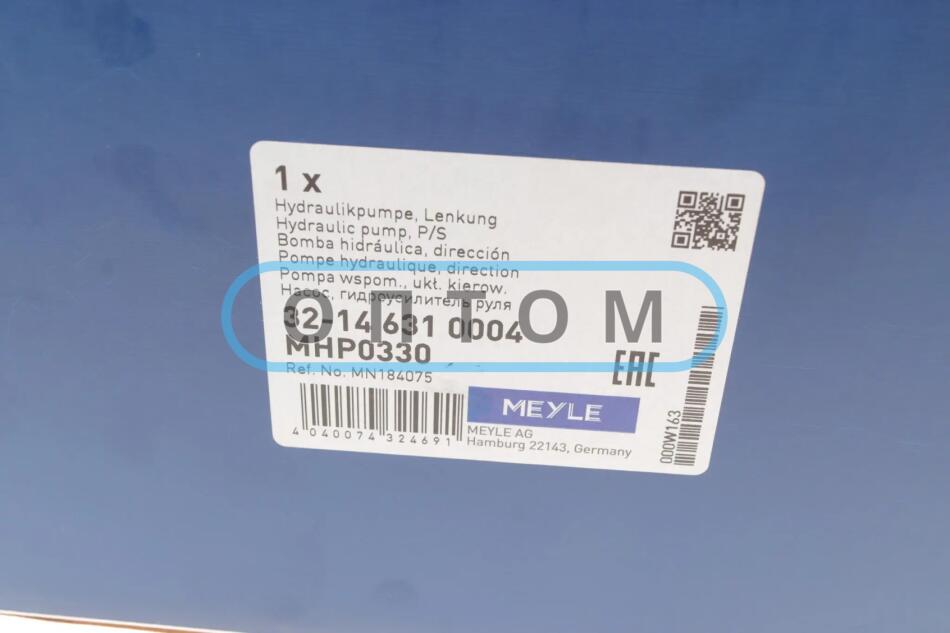 1 x
Hydraulikpumpe, Lenkung
Hydraulic pump, P/S
Bomba hidráulica, dirección
Pompe hydraulique, direction
Pompa wspom., ukł. kierow.
Насос, гидроусилитель руля
ОПТОМ
32-14 631 0004
MHP0330
Ref. No. MN184075
EAC
MEYLE
4 040074 324691
MEYLE AG
Hamburg 22143, Germany
000W163